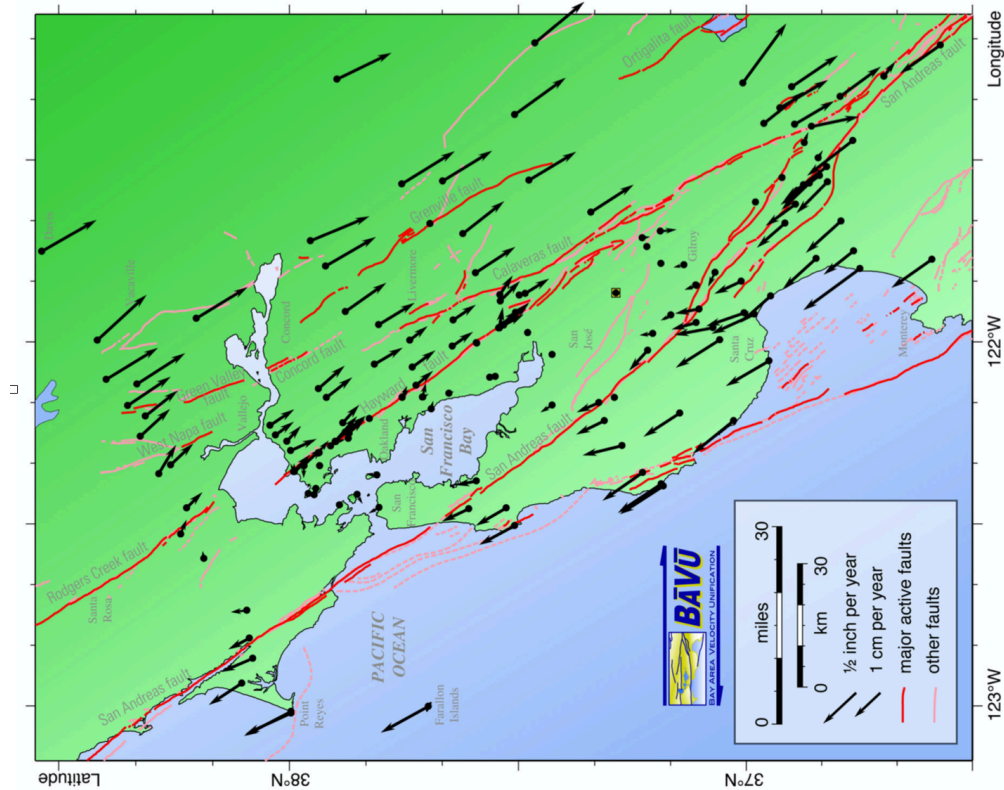 Latitude
38°N
37°N
Longitude
122°W
123°W
Davis
Vacaville
Santa
Rosa
Rodgers Creek fault
West Napa fault
Green Valley
fault
Vallejo
Concord
Concord fault
Livermore
Grenville fault
Ortigalita fault
San Andreas fault
Calaveras fault
Hayward fault
Oakland
San
Francisco
San
Francisco
Bay
San Andreas fault
San
José
Gilroy
Santa
Cruz
Monterey
San Andreas fault
Point
Reyes
Farallon
Islands
PACIFIC
OCEAN
BĀVŪ
BAY AREA VELOCITY UNIFICATION
0 miles 30
0 km 30
½ inch per year
1 cm per year
major active faults
other faults